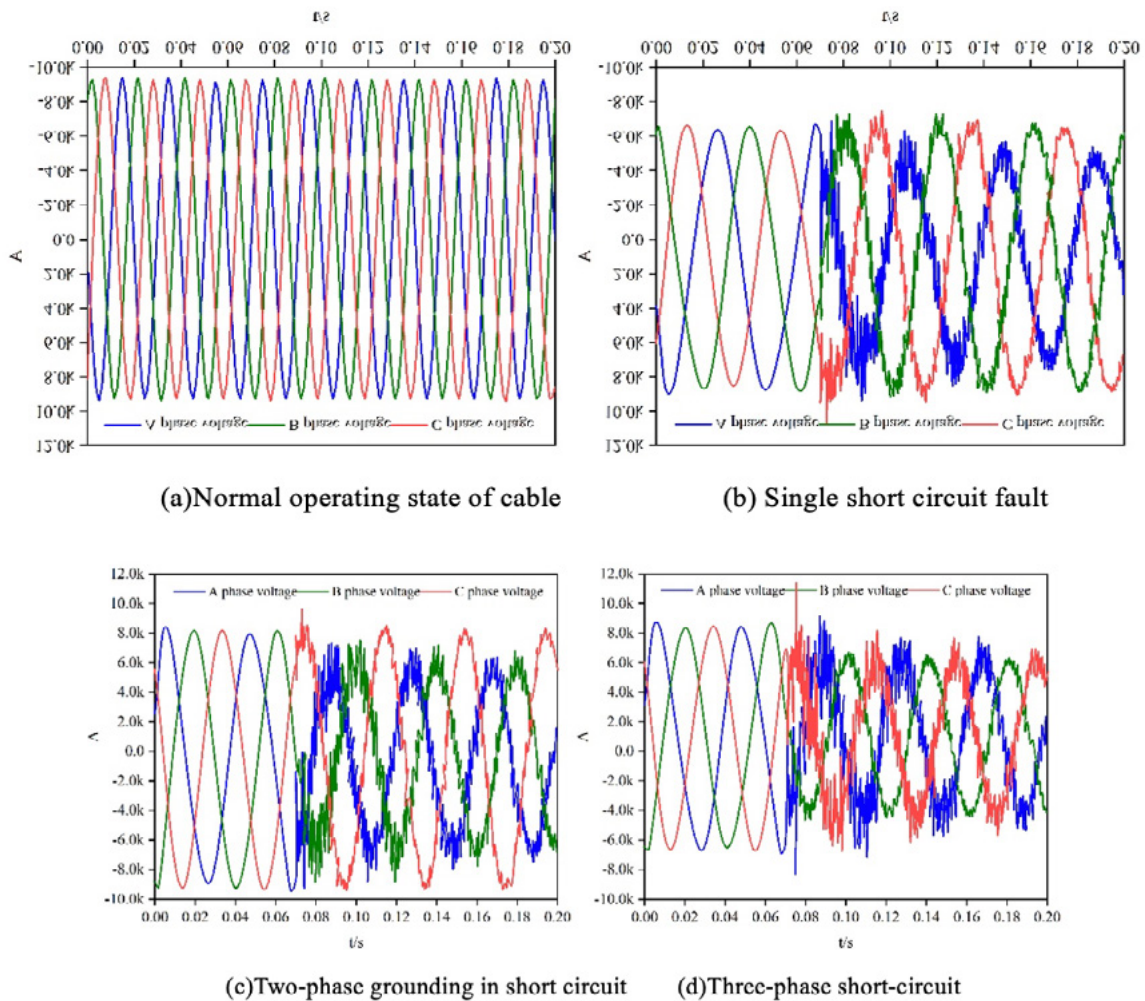 t/s t/s
0.00 0.02 0.04 0.06 0.08 0.10 0.12 0.14 0.16 0.18 0.20 0.00 0.02 0.04 0.06 0.08 0.10 0.12 0.14 0.16 0.18 0.20
-10.0k -10.0k
-8.0k -8.0k
-6.0k -6.0k
-4.0k -4.0k
-2.0k -2.0k
0.0 0.0
V V
2.0k 2.0k
4.0k 4.0k
6.0k 6.0k
8.0k 8.0k
10.0k 10.0k
A phase voltage B phase voltage C phase voltage A phase voltage B phase voltage C phase voltage
12.0k 12.0k
(a)Normal operating state of cable (b) Single short circuit fault
12.0k 12.0k
A phase voltage B phase voltage C phase voltage A phase voltage B phase voltage C phase voltage
10.0k 10.0k
8.0k 8.0k
6.0k 6.0k
4.0k 4.0k
2.0k 2.0k
V V
0.0 0.0
-2.0k -2.0k
-4.0k -4.0k
-6.0k -6.0k
-8.0k -8.0k
-10.0k -10.0k
0.00 0.02 0.04 0.06 0.08 0.10 0.12 0.14 0.16 0.18 0.20 0.00 0.02 0.04 0.06 0.08 0.10 0.12 0.14 0.16 0.18 0.20
t/s t/s
(c)Two-phase grounding in short circuit (d)Three-phase short-circuit